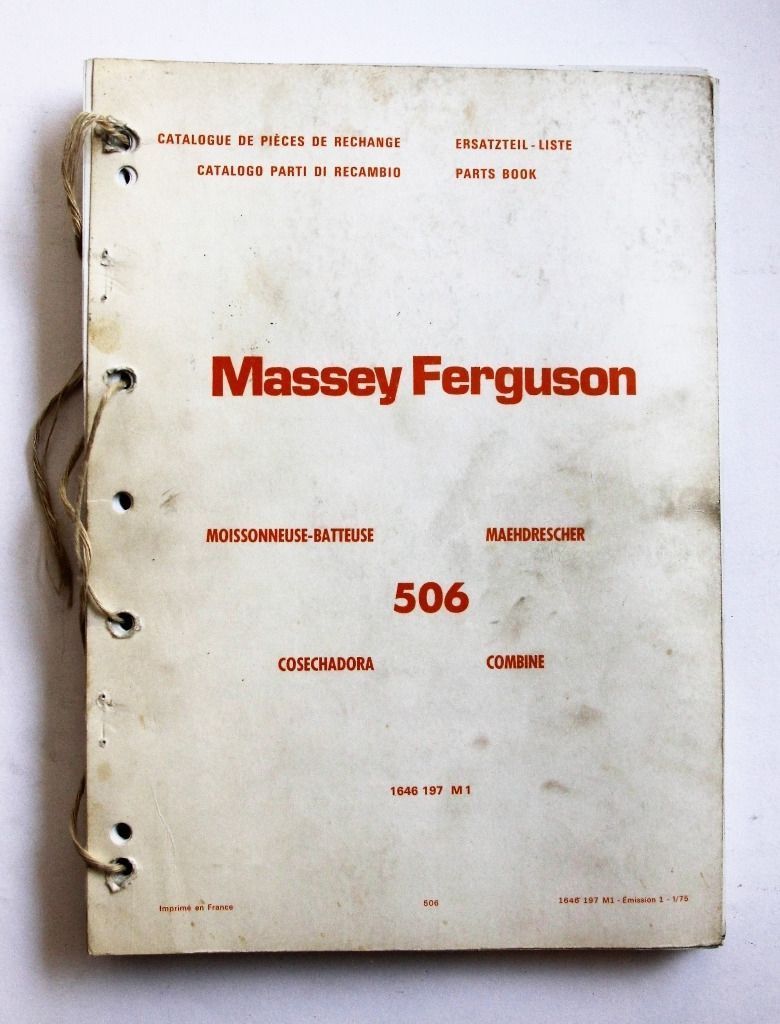 CATALOGUE DE PIÈCES DE RECHANGE ERSATZTEIL - LISTE
CATALOGO PARTI DI RECAMBIO PARTS BOOK
Massey Ferguson
MOISSONNEUSE-BATTEUSE MAEHDRESCHER
506
COSECHADORA COMBINE
1646 197 M 1
Imprimé en France 506 1646 197 M1 - Émission 1 - 1/75